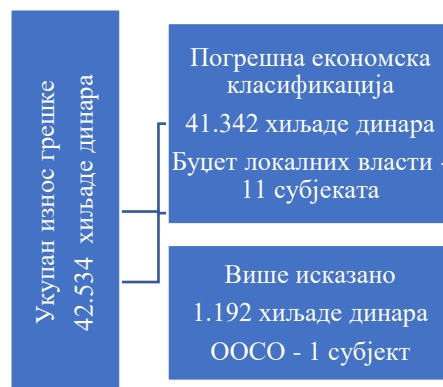 Укупан износ грешке
42.534 хиљаде динара
Погрешна економска
класификација
41.342 хиљаде динара
Буџет локалних власти -
11 субјеката
Више исказано
1.192 хиљаде динара
ООСО - 1 субјект